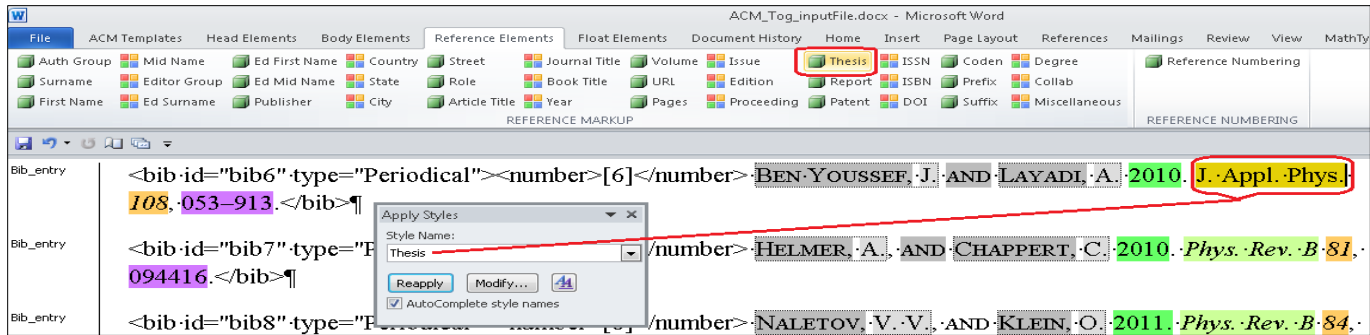 W ACM_Tog_inputFile.docx - Microsoft Word
File ACM Templates Head Elements Body Elements Reference Elements Float Elements Document History Home Insert Page Layout References Mailings Review View MathTy
Auth Group Mid Name Ed First Name Country Street Journal Title Volume Issue Thesis ISSN Coden Degree Reference Numbering
Surname Editor Group Ed Mid Name State Role Book Title URL Edition Report ISBN Prefix Collab
First Name Ed Surname Publisher City Article Title Year Pages Proceeding Patent DOI Suffix Miscellaneous
REFERENCE MARKUP REFERENCE NUMBERING
Bib_entry <bib·id="bib6"·type="Periodical"><number>[6]</number>·BEN·YOUSSEF,·J.·AND·LAYADI,·A.·2010.·J.·Appl.·Phys.·
108,·053–913.</bib>¶
Apply Styles
Style Name:
Bib_entry <bib·id="bib7"·type="P /number>·HELMER,·A.,·AND·CHAPPERT,·C.·2010.·Phys.·Rev.·B·81,·
Thesis
094416.</bib>¶
Reapply Modify...
AutoComplete style names
Bib_entry <bib·id="bib8"·type="Periodical"><number>[8]</number>·NALETOV,·V.·V.,·AND·KLEIN,·O.·2011.·Phys.·Rev.·B·84,·